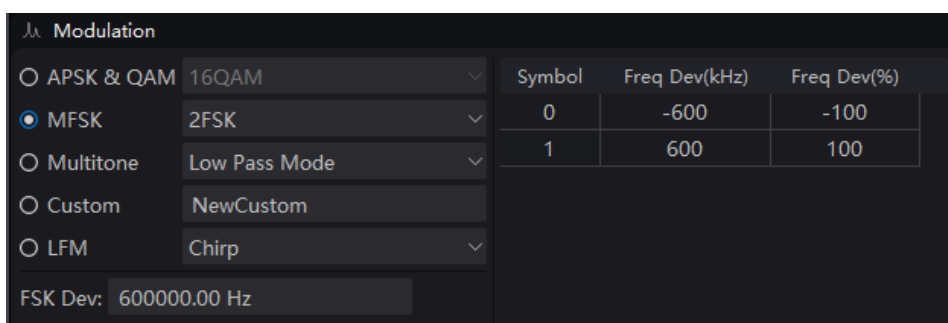 Modulation
APSK & QAM 16QAM
MFSK 2FSK
Multitone Low Pass Mode
Custom NewCustom
LFM Chirp
FSK Dev: 600000.00 Hz
Symbol Freq Dev(kHz) Freq Dev(%)
0 -600 -100
1 600 100